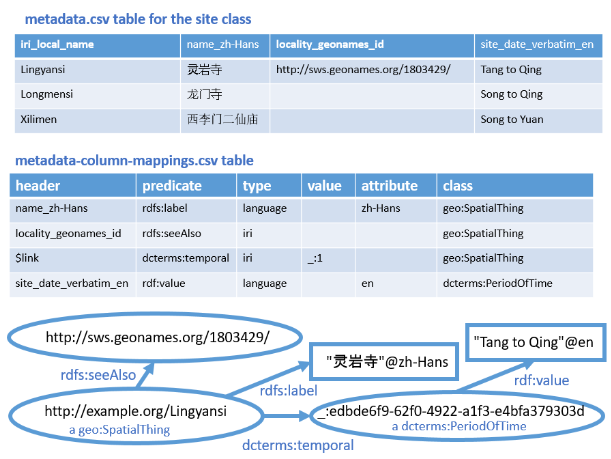 metadata.csv table for the site class
iri_local_name name_zh-Hans locality_geonames_id site_date_verbatim_en
Lingyansi 灵岩寺 http://sws.geonames.org/1803429/ Tang to Qing
Longmensi 龙门寺 Song to Qing
Xilimen 西李门二仙庙 Song to Yuan
metadata-column-mappings.csv table
header predicate type value attribute class
name_zh-Hans rdfs:label language zh-Hans geo:SpatialThing
locality_geonames_id rdfs:seeAlso iri geo:SpatialThing
$link dcterms:temporal iri _:1 geo:SpatialThing
site_date_verbatim_en rdf:value language en dcterms:PeriodOfTime
http://sws.geonames.org/1803429/
"灵岩寺"@zh-Hans
"Tang to Qing"@en
rdfs:seeAlso
rdfs:label
rdf:value
http://example.org/Lingyansi
a geo:SpatialThing
_:edbde6f9-62f0-4922-a1f3-e4bfa379303d
a dcterms:PeriodOfTime
dcterms:temporal